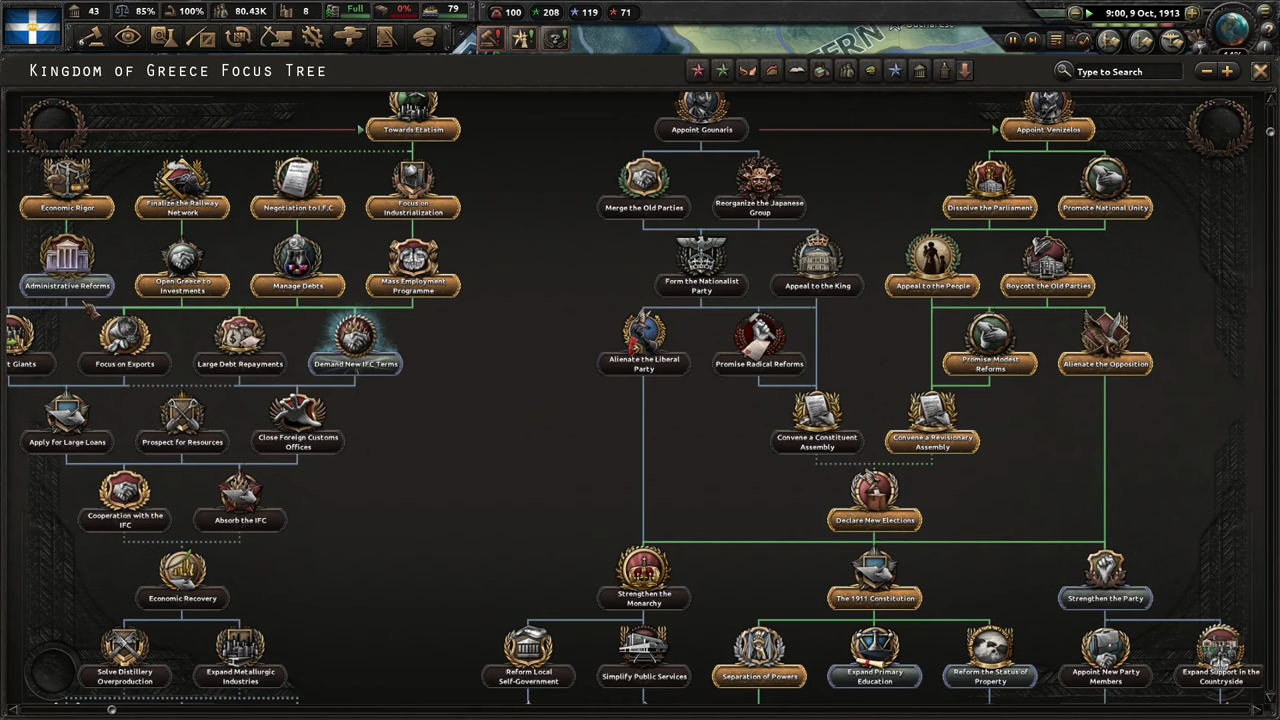 43 85% 100% 80.43K 8 Full 0% 79 100 208 119 71 9:00, 9 Oct, 1913
Kingdom of Greece Focus Tree
Type to Search
Towards Etatism
Appoint Gounaris
Appoint Venizelos
Economic Rigor
Finalize the Railway
Network
Negotiation to I.F.C
Focus on
Industrialization
Merge the Old Parties
Reorganize the Japanese
Group
Dissolve the Parliament
Promote National Unity
Administrative Reforms
Open Greece to
Investments
Manage Debts
Mass Employment
Programme
Form the Nationalist
Party
Appeal to the King
Appeal to the People
Boycott the Old Parties
t Giants
Focus on Exports
Large Debt Repayments
Demand New IFC Terms
Alienate the Liberal
Party
Promise Radical Reforms
Promise Modest
Reforms
Alienate the Opposition
Apply for Large Loans
Prospect for Resources
Close Foreign Customs
Offices
Convene a Constituent
Assembly
Convene a Revisionary
Assembly
Cooperation with the
IFC
Absorb the IFC
Declare New Elections
Economic Recovery
Strengthen the
Monarchy
The 1911 Constitution
Strengthen the Party
Solve Distillery
Overproduction
Expand Metallurgic
Industries
Reform Local
Self-Government
Simplify Public Services
Separation of Powers
Expand Primary
Education
Reform the Status of
Property
Appoint New Party
Members
Expand Support in the
Countryside